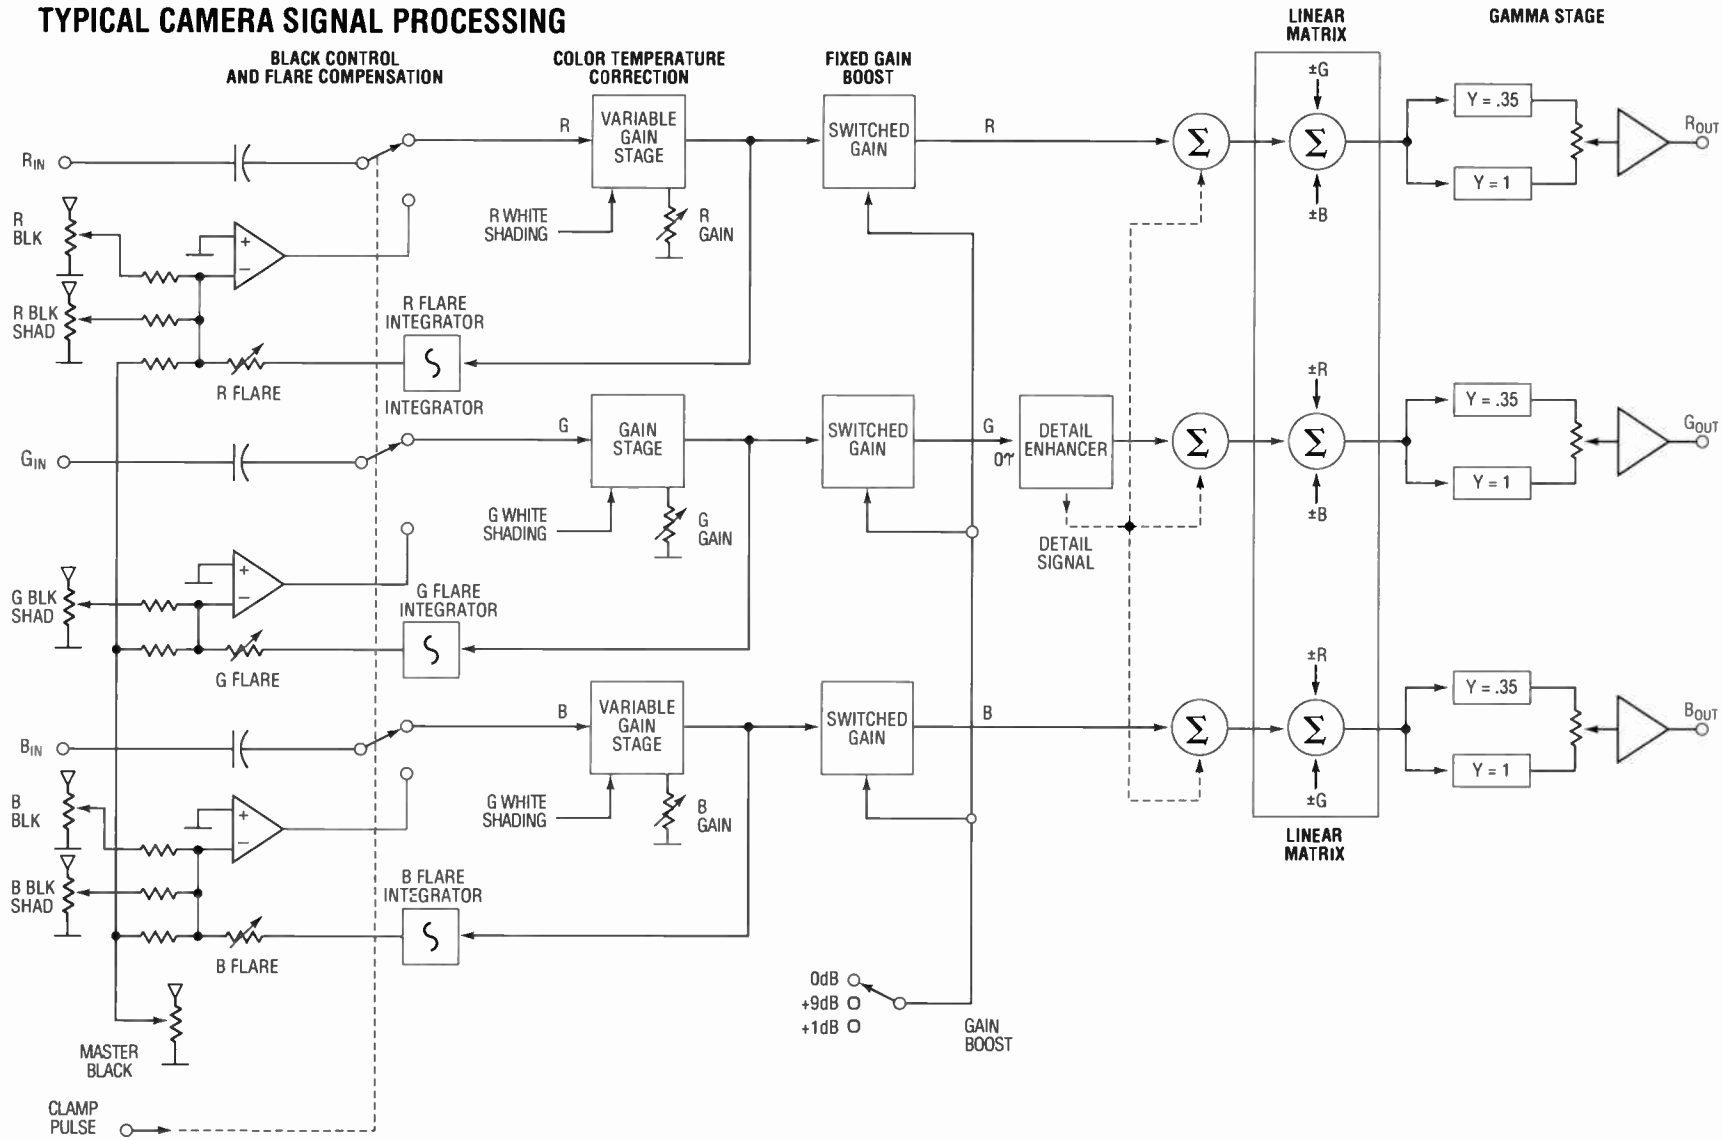 TYPICAL CAMERA SIGNAL PROCESSING
BLACK CONTROL
AND FLARE COMPENSATION
COLOR TEMPERATURE
CORRECTION
FIXED GAIN
BOOST
LINEAR
MATRIX
GAMMA STAGE
RIN
R
VARIABLE
GAIN
STAGE
SWITCHED
GAIN
R
Σ
±G
Σ
±B
Y = .35
Y = 1
ROUT
R
BLK
+
−
R WHITE
SHADING
R
GAIN
R BLK
SHAD
R FLARE
INTEGRATOR
∫
R FLARE
INTEGRATOR
GIN
G
GAIN
STAGE
SWITCHED
GAIN
G
0τ
DETAIL
ENHANCER
Σ
±R
Σ
±B
Y = .35
Y = 1
GOUT
G WHITE
SHADING
G
GAIN
DETAIL
SIGNAL
+
−
G BLK
SHAD
G FLARE
INTEGRATOR
∫
G FLARE
BIN
B
VARIABLE
GAIN
STAGE
SWITCHED
GAIN
B
Σ
±R
Σ
±G
Y = .35
Y = 1
BOUT
B
BLK
+
−
G WHITE
SHADING
B
GAIN
LINEAR
MATRIX
B BLK
SHAD
B FLARE
INTEGRATOR
∫
B FLARE
0dB
+9dB
+1dB
GAIN
BOOST
MASTER
BLACK
CLAMP
PULSE